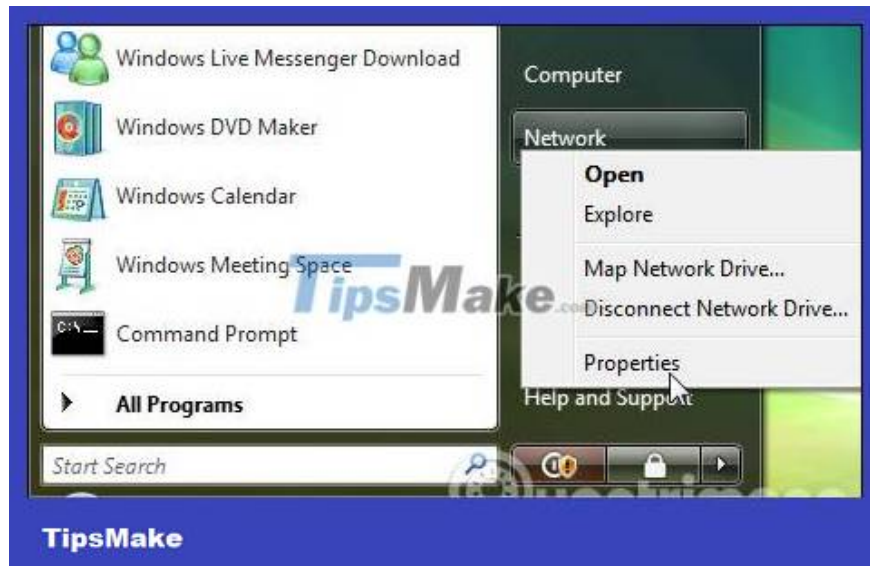 Windows Live Messenger Download
Windows DVD Maker
Windows Calendar
Windows Meeting Space
C:\_
Command Prompt
All Programs
Start Search
Computer
Network
Open
Explore
Map Network Drive...
Disconnect Network Drive...
Properties
Help and Support
TipsMake.com
TipsMake